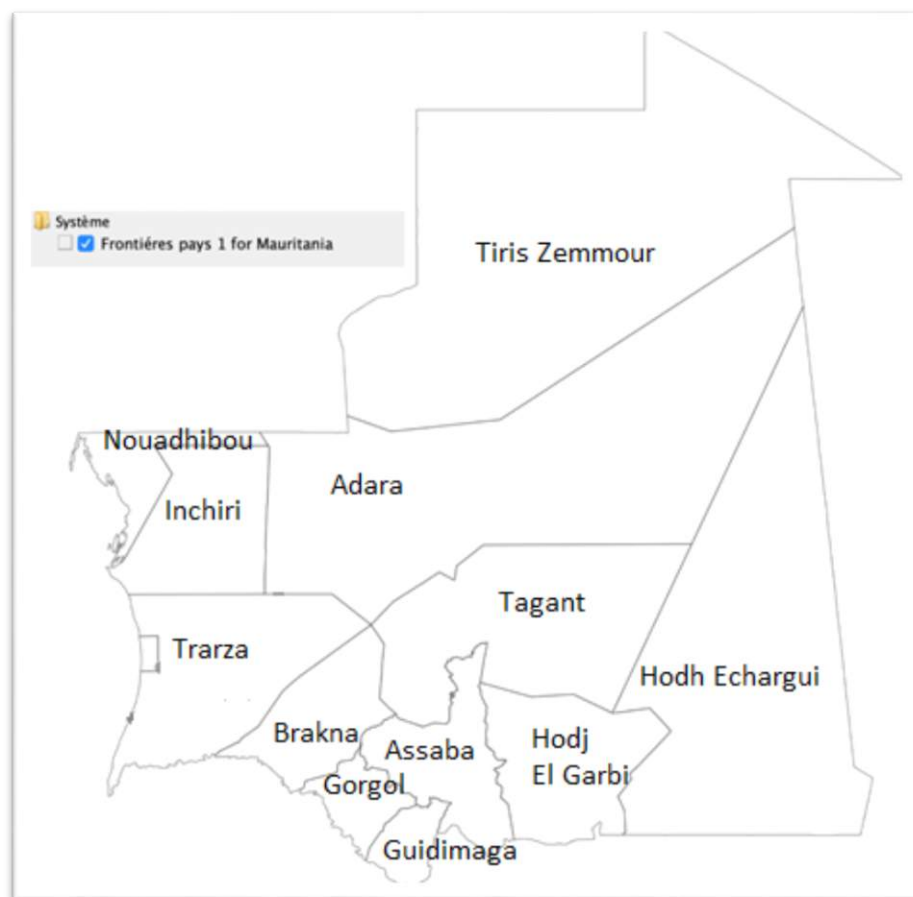 Système
Frontiéres pays 1 for Mauritania
Tiris Zemmour
Nouadhibou
Adara
Inchiri
Tagant
Trarza
Hodh Echargui
Brakna
Assaba
Hodj
El Garbi
Gorgol
Guidimaga